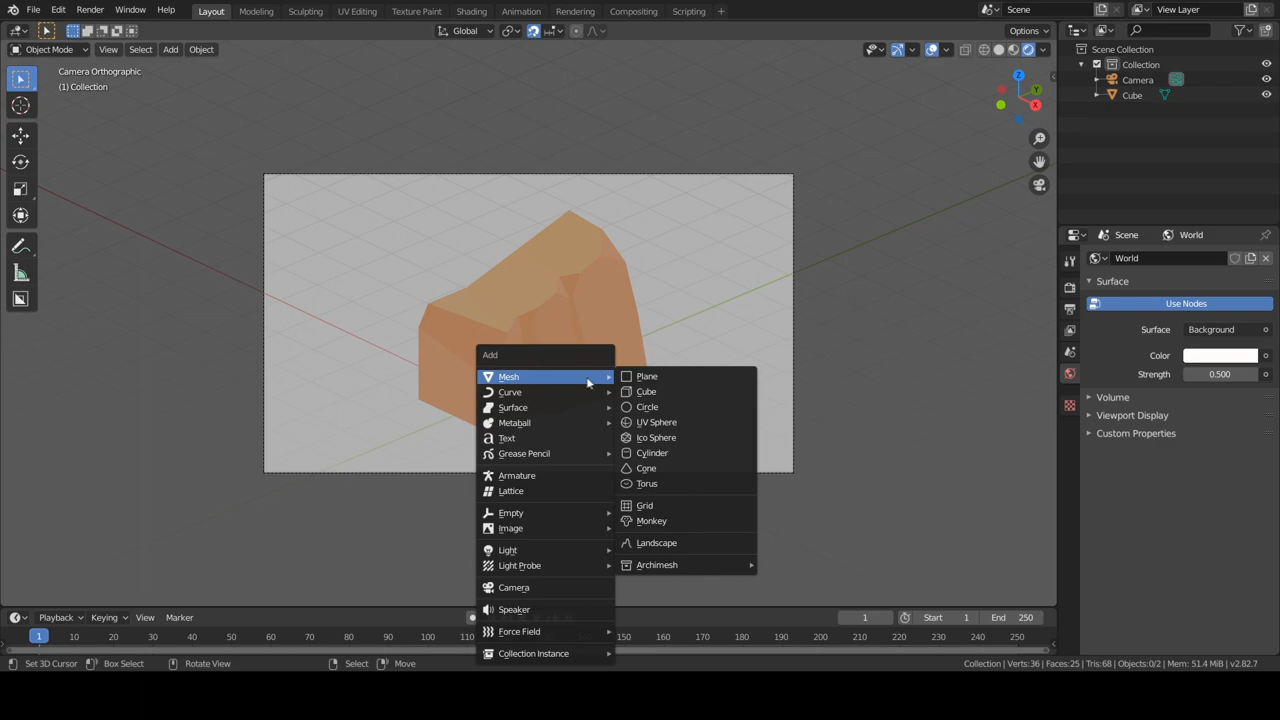 File Edit Render Window Help Layout Modeling Sculpting UV Editing Texture Paint Shading Animation Rendering Compositing Scripting + Scene View Layer
Global Options
Object Mode View Select Add Object
Camera Orthographic
(1) Collection
Z
Y
X
Scene Collection
Collection
Camera
Cube
Scene World
World
Surface
Use Nodes
Surface Background
Color
Strength 0.500
Volume
Viewport Display
Custom Properties
Add
Mesh
Curve
Surface
Metaball
Text
Grease Pencil
Armature
Lattice
Empty
Image
Light
Light Probe
Camera
Speaker
Force Field
Collection Instance
Plane
Cube
Circle
UV Sphere
Ico Sphere
Cylinder
Cone
Torus
Grid
Monkey
Landscape
Archimesh
Playback Keying View Marker 1 Start 1 End 250
1 10 20 30 40 50 60 70 80 90 100 110 150 160 170 180 190 200 210 220 230 240 250
Set 3D Cursor Box Select Rotate View Select Move Collection | Verts:36 | Faces:25 | Tris:68 | Objects:0/2 | Mem: 51.4 MiB | v2.82.7